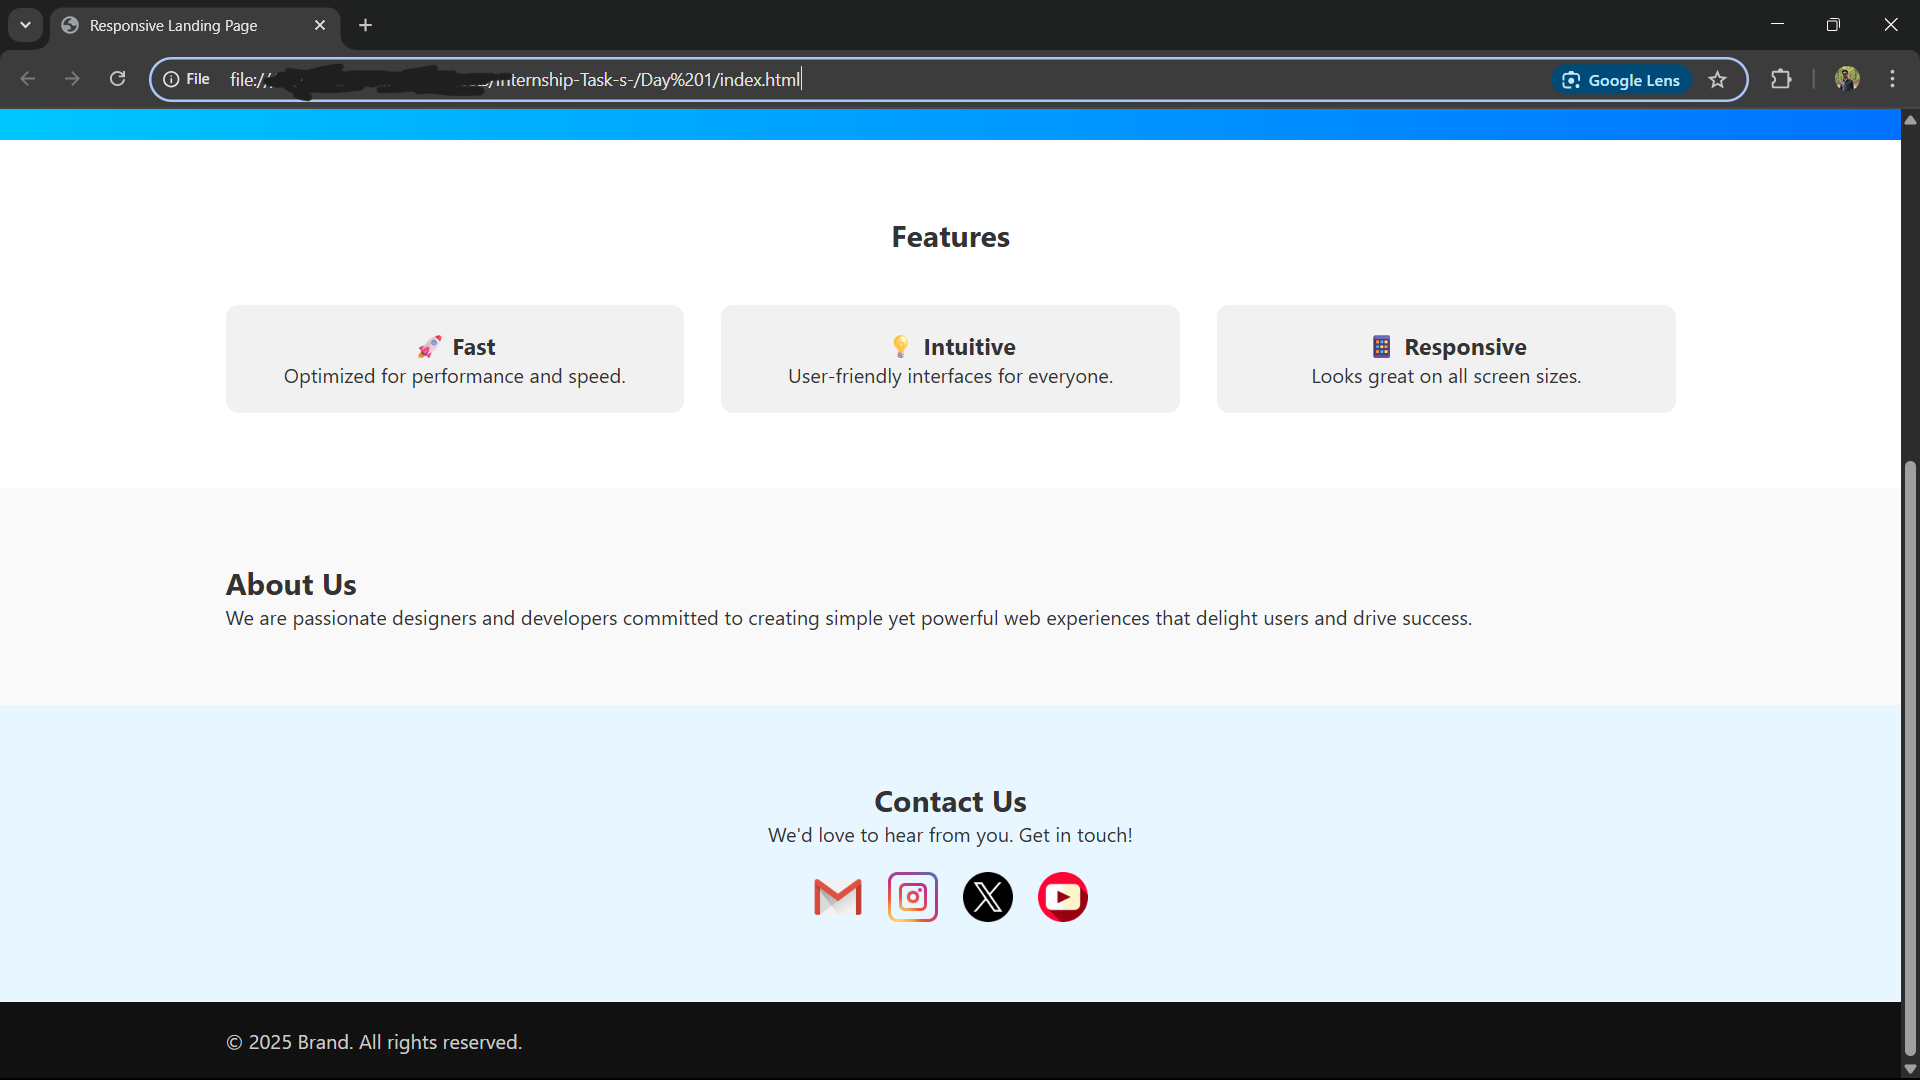 Responsive Landing Page
File
file:// ternship-Task-s-/Day%201/index.html
Google Lens
Features
Fast
Optimized for performance and speed.
Intuitive
User-friendly interfaces for everyone.
Responsive
Looks great on all screen sizes.
About Us
We are passionate designers and developers committed to creating simple yet powerful web experiences that delight users and drive success.
Contact Us
We'd love to hear from you. Get in touch!
© 2025 Brand. All rights reserved.